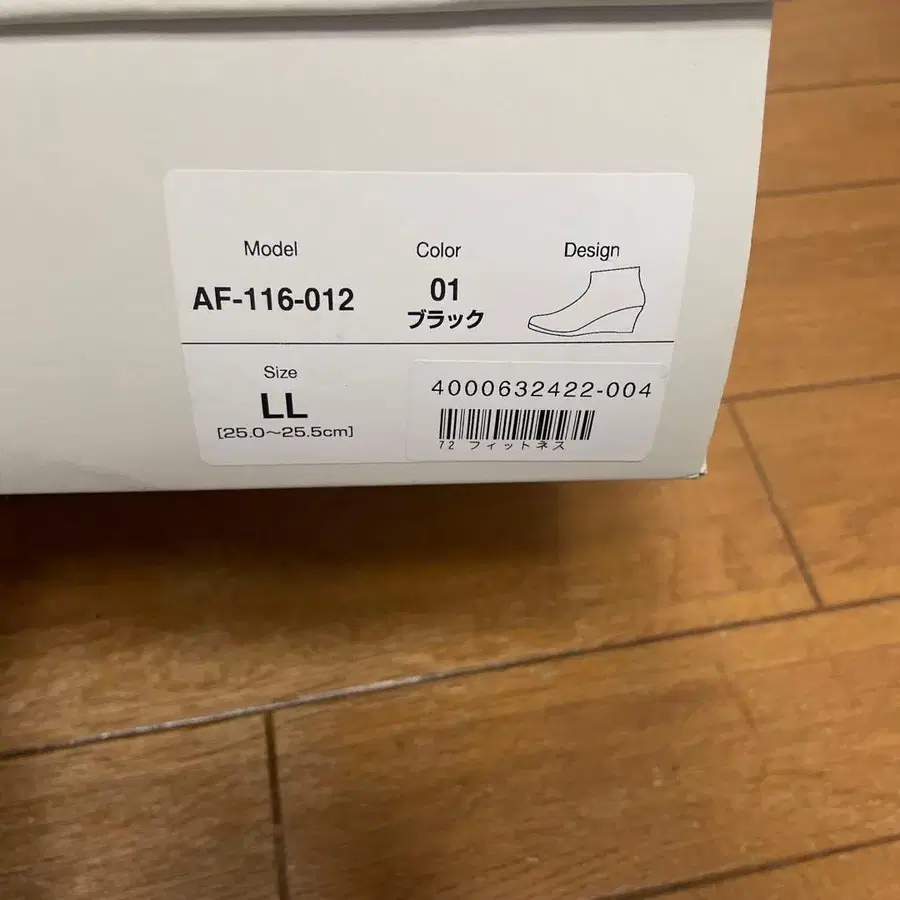 Model Color Design
AF-116-012 01
ブラック
Size
LL
[25.0~25.5cm]
4000632422-004
72 フィットネス